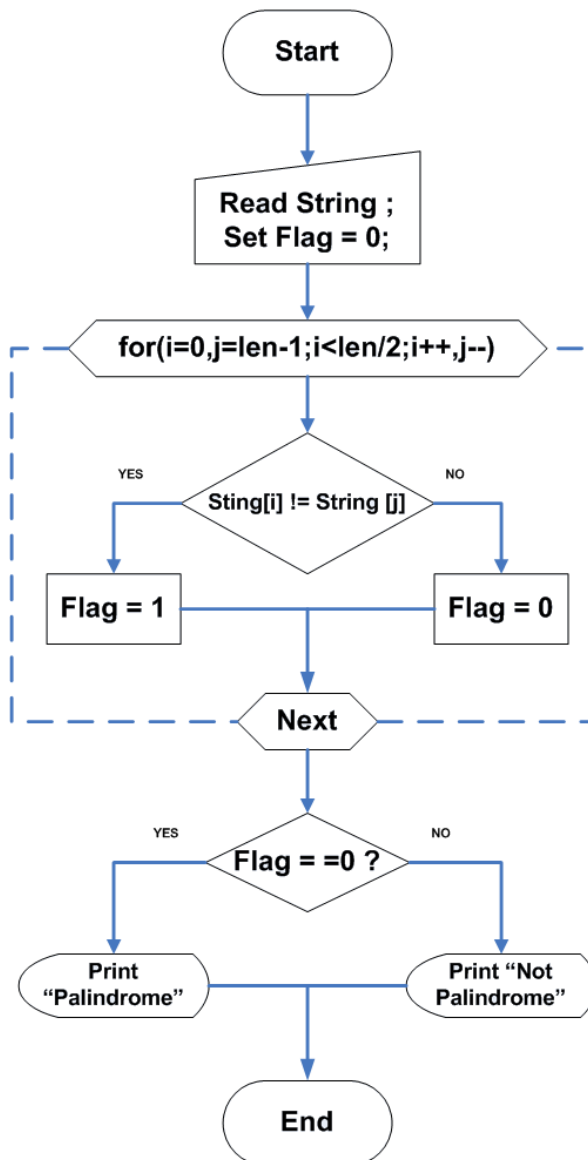 Start
Read String ;
Set Flag = 0;
for(i=0,j=len-1;i<len/2;i++,j--)
YES
NO
Sting[i] != String [j]
Flag = 1
Flag = 0
Next
YES
NO
Flag = =0 ?
Print
“Palindrome”
Print “Not
Palindrome”
End